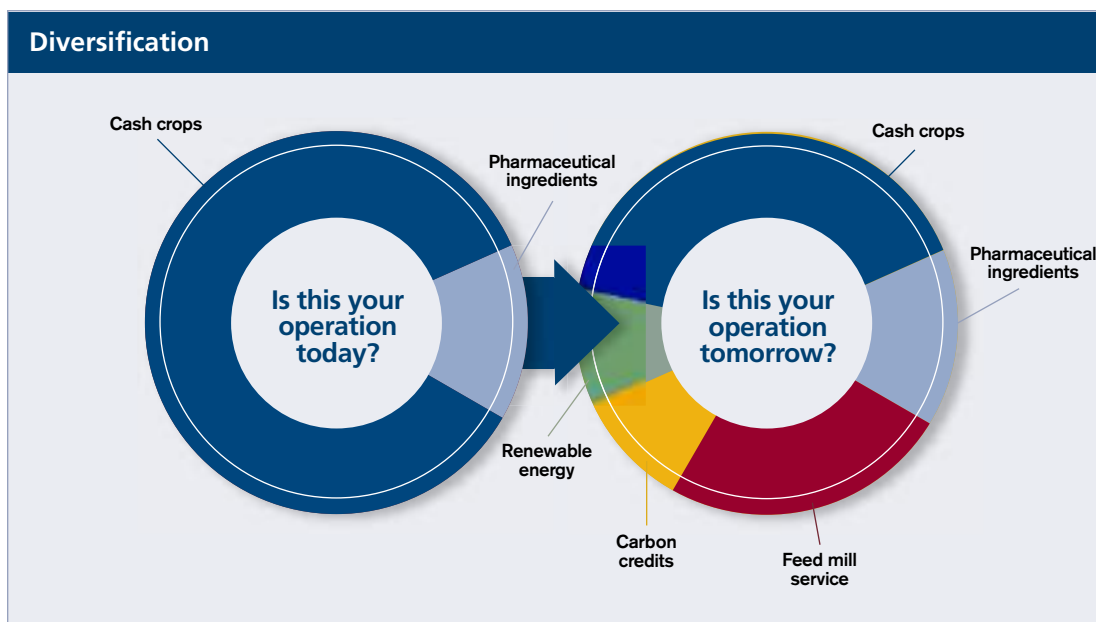 Diversification
Cash crops
Pharmaceutical
ingredients
Is this your
operation
today?
Cash crops
Pharmaceutical
ingredients
Is this your
operation
tomorrow?
Renewable
energy
Carbon
credits
Feed mill
service